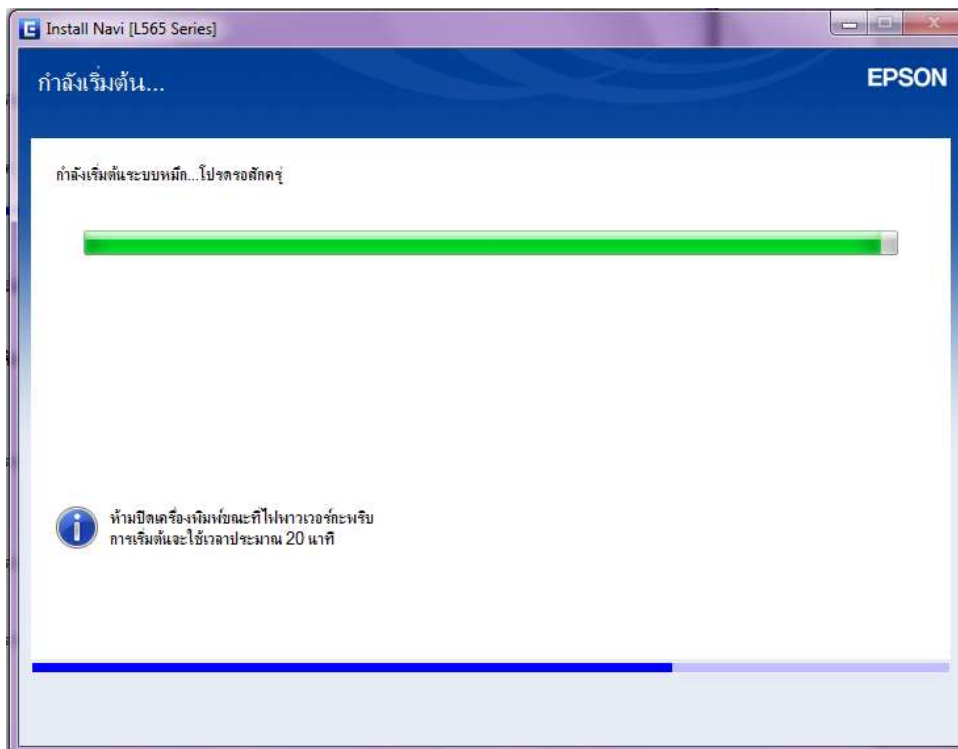 Install Navi [L565 Series]
กำลังเริ่มต้น...
EPSON
กำลังเริ่มต้นระบบหมึก...โปรดรอสักครู่
ห้ามปิดเครื่องพิมพ์ขณะที่ไฟพาวเวอร์กะพริบ
การเริ่มต้นจะใช้เวลาประมาณ 20 นาที